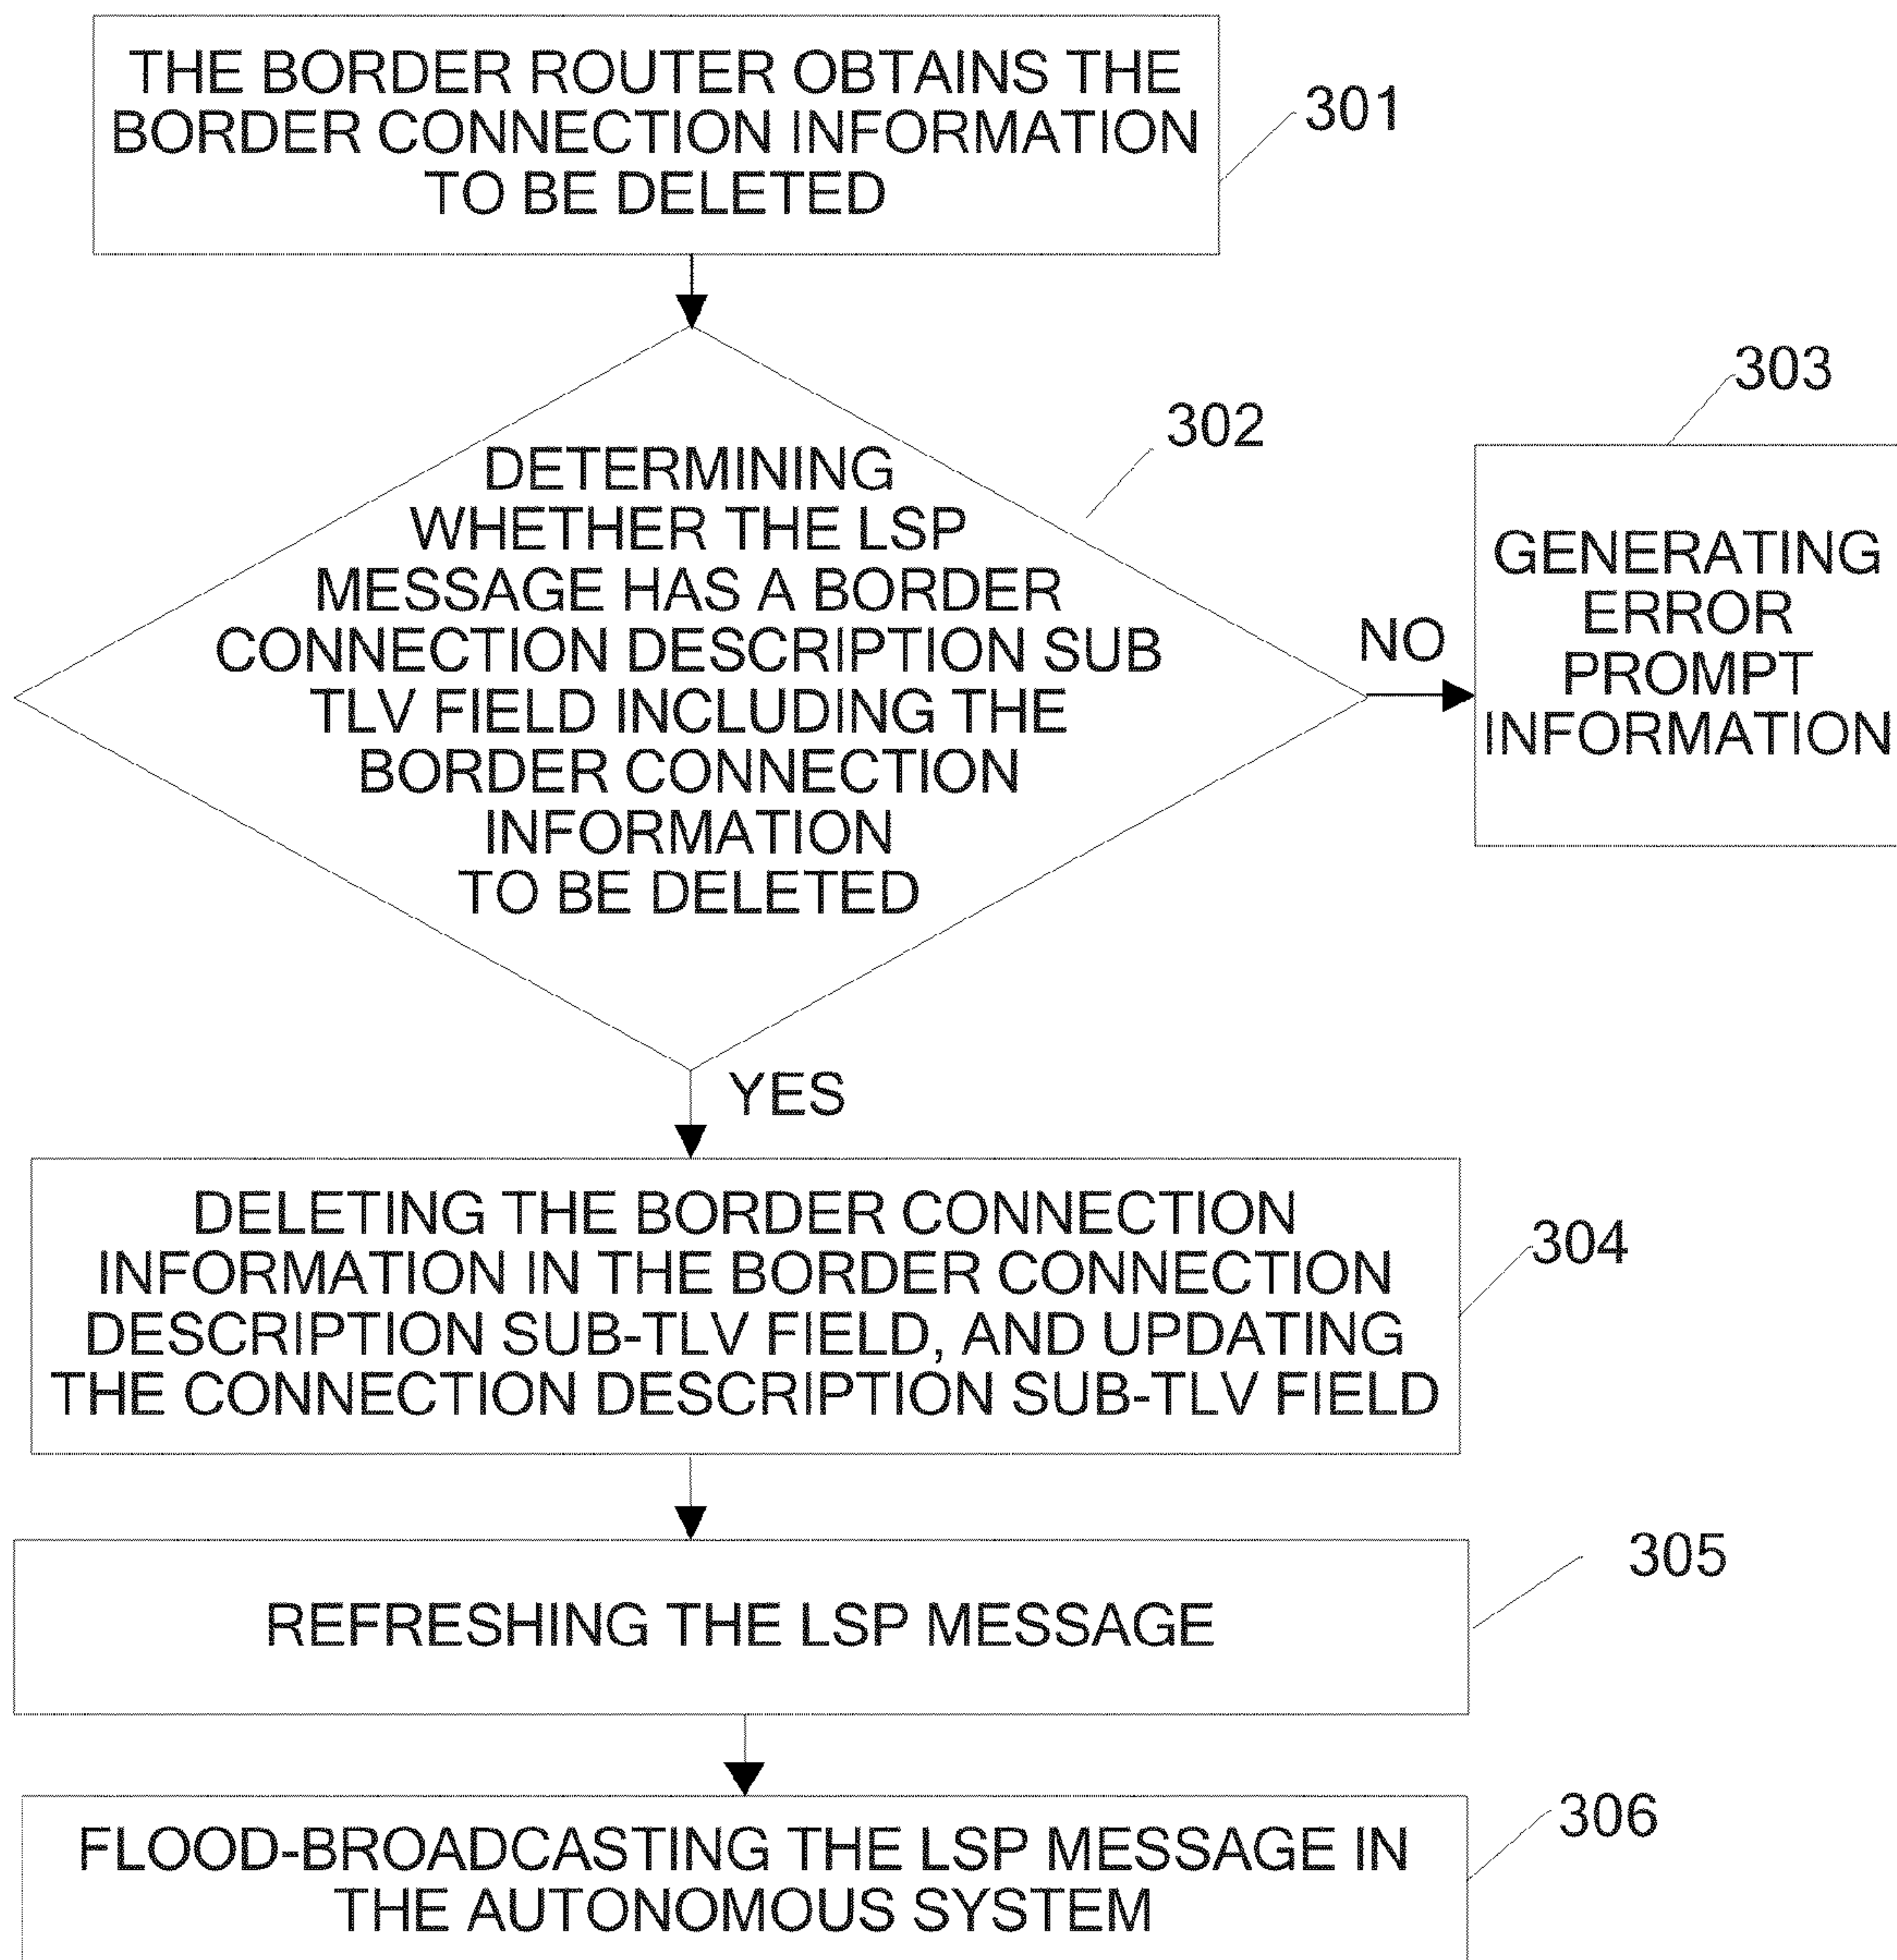 THE BORDER ROUTER OBTAINS THE
BORDER CONNECTION INFORMATION
TO BE DELETED
301
302
303
DETERMINING
WHETHER THE LSP
MESSAGE HAS A BORDER
CONNECTION DESCRIPTION SUB
TLV FIELD INCLUDING THE
BORDER CONNECTION
INFORMATION
TO BE DELETED
NO
GENERATING
ERROR
PROMPT
INFORMATION
YES
DELETING THE BORDER CONNECTION
INFORMATION IN THE BORDER CONNECTION
DESCRIPTION SUB-TLV FIELD, AND UPDATING
THE CONNECTION DESCRIPTION SUB-TLV FIELD
304
REFRESHING THE LSP MESSAGE
305
FLOOD-BROADCASTING THE LSP MESSAGE IN
THE AUTONOMOUS SYSTEM
306